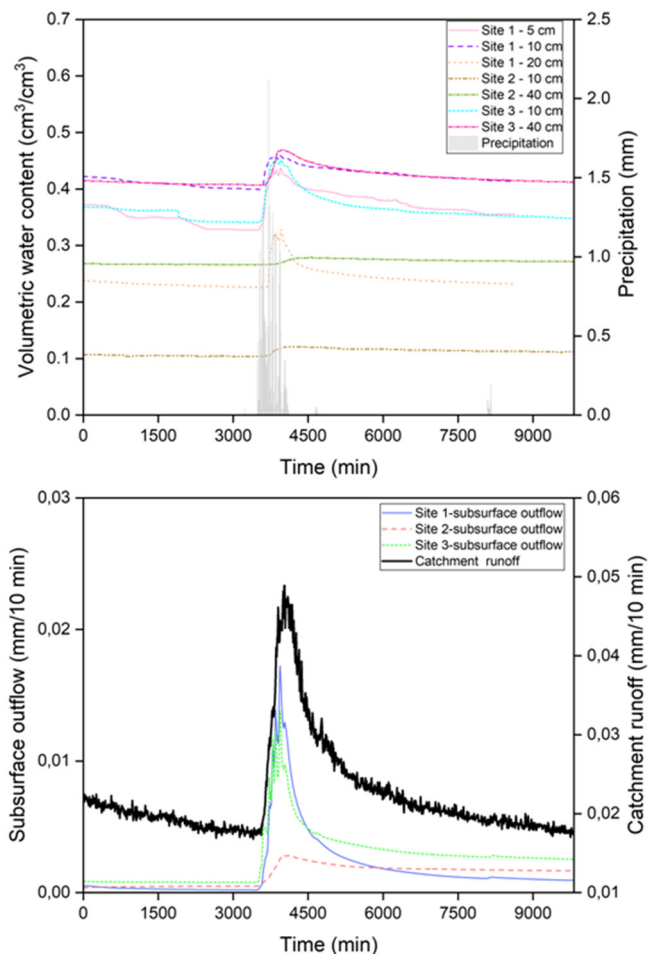 0.7
0.6
0.5
0.4
0.3
0.2
0.1
0.0
Volumetric water content (cm³/cm³)
Site 1 - 5 cm
Site 1 - 10 cm
Site 1 - 20 cm
Site 2 - 10 cm
Site 2 - 40 cm
Site 3 - 10 cm
Site 3 - 40 cm
Precipitation
2.5
2.0
1.5
1.0
0.5
0.0
Precipitation (mm)
0 1500 3000 4500 6000 7500 9000
Time (min)
0,03
0,02
0,01
0,00
Subsurface outflow (mm/10 min)
Site 1-subsurface outflow
Site 2-subsurface outflow
Site 3-subsurface outflow
Catchment runoff
0,06
0,05
0,04
0,03
0,02
0,01
Catchment runoff (mm/10 min)
0 1500 3000 4500 6000 7500 9000
Time (min)